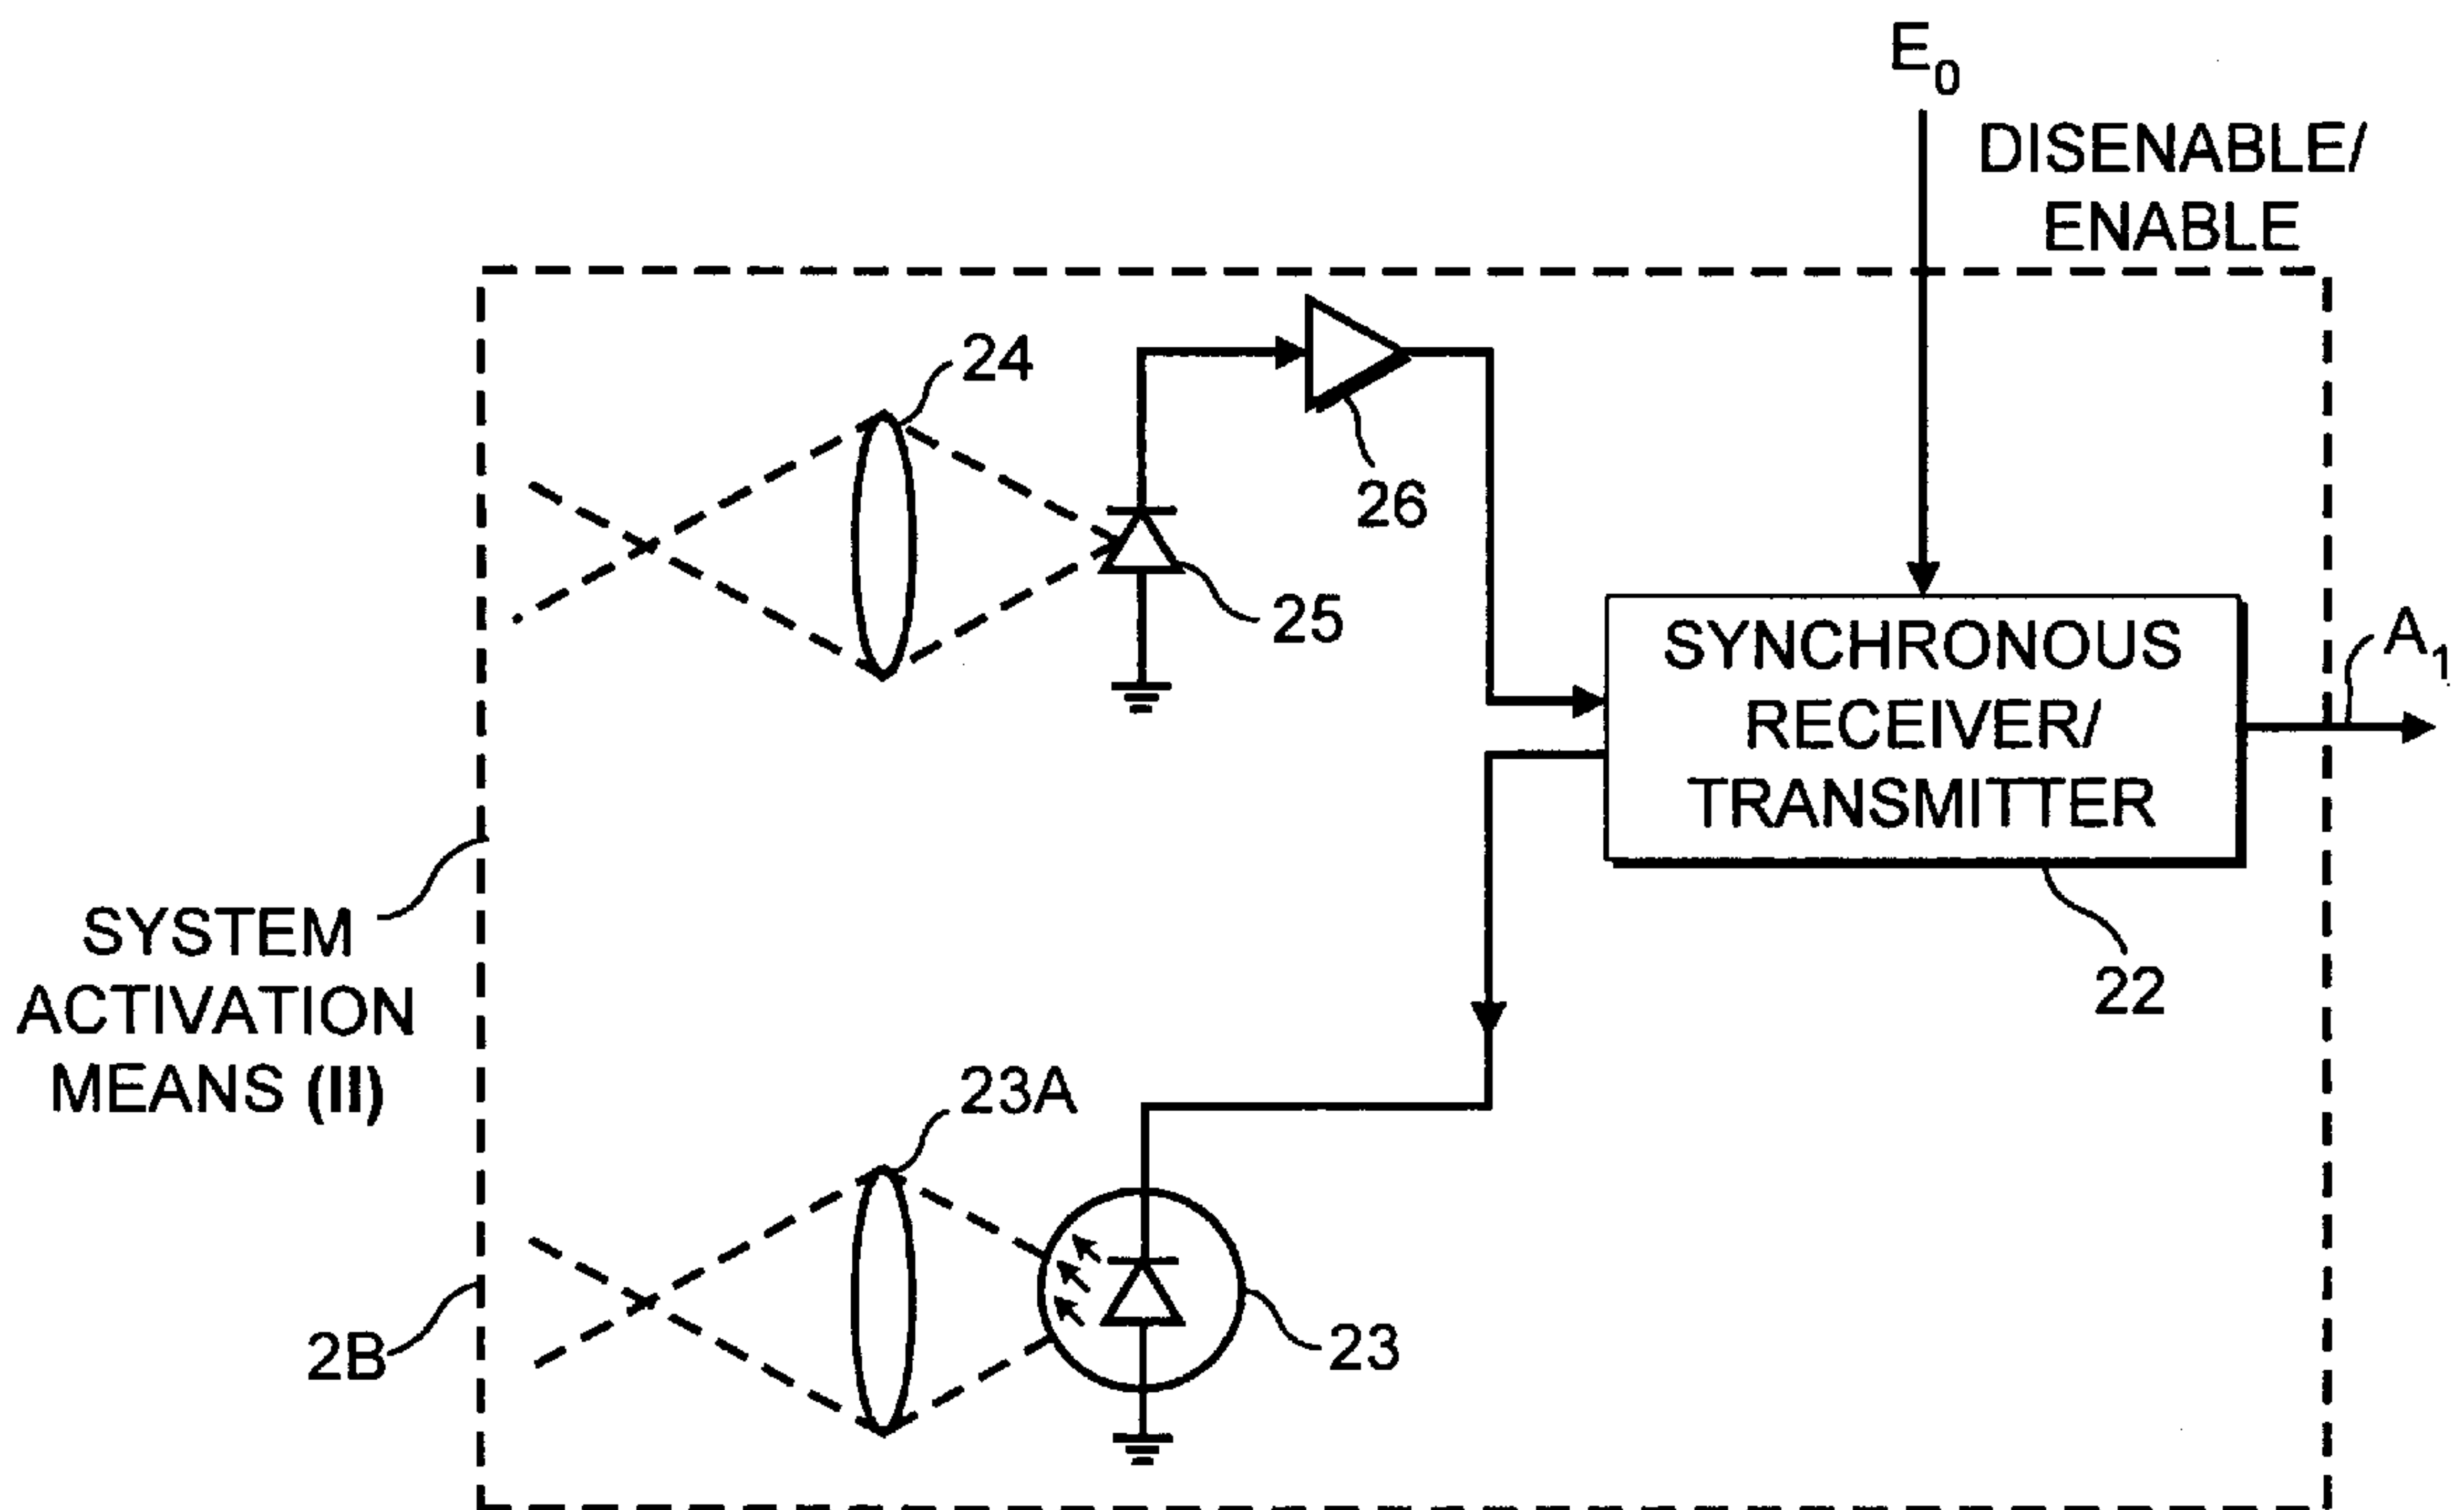 E0
DISENABLE/
ENABLE
24
26
25
SYNCHRONOUS
RECEIVER/
TRANSMITTER
A1
22
SYSTEM
ACTIVATION
MEANS (II)
23A
2B
23